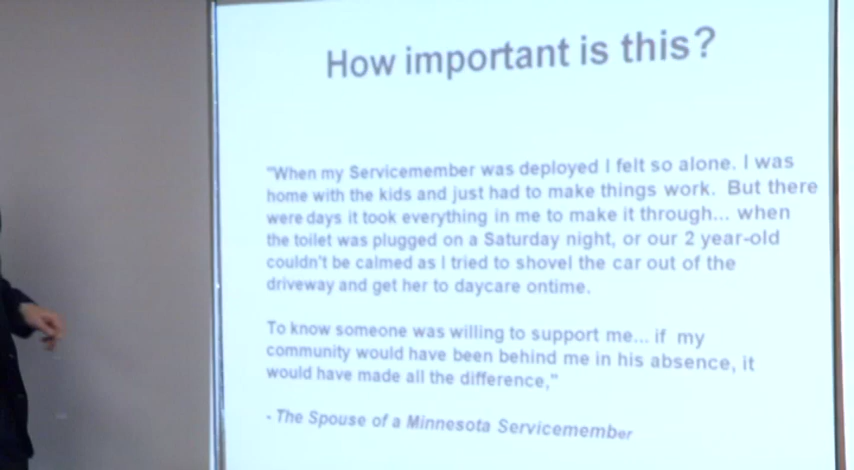 How important is this?
"When my Servicemember was deployed I felt so alone. I was
home with the kids and just had to make things work. But there
were days it took everything in me to make it through... when
the toilet was plugged on a Saturday night, or our 2 year-old
couldn't be calmed as I tried to shovel the car out of the
driveway and get her to daycare ontime.
To know someone was willing to support me... if my
community would have been behind me in his absence, it
would have made all the difference,"
- The Spouse of a Minnesota Servicemember